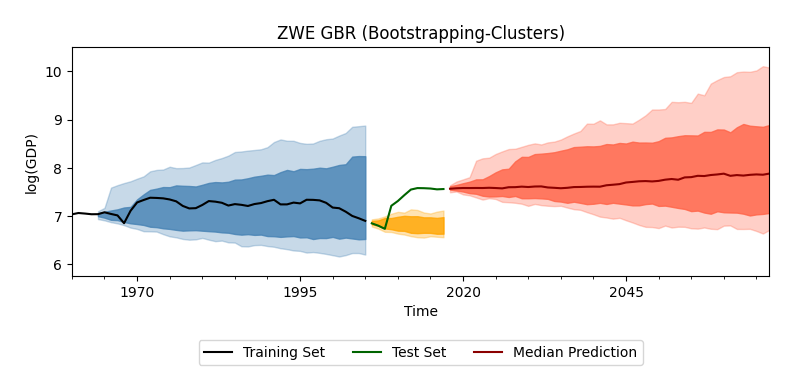 ZWE GBR (Bootstrapping-Clusters)
log(GDP)
10
9
8
7
6
1970 1995 2020 2045
Time
Training Set Test Set Median Prediction